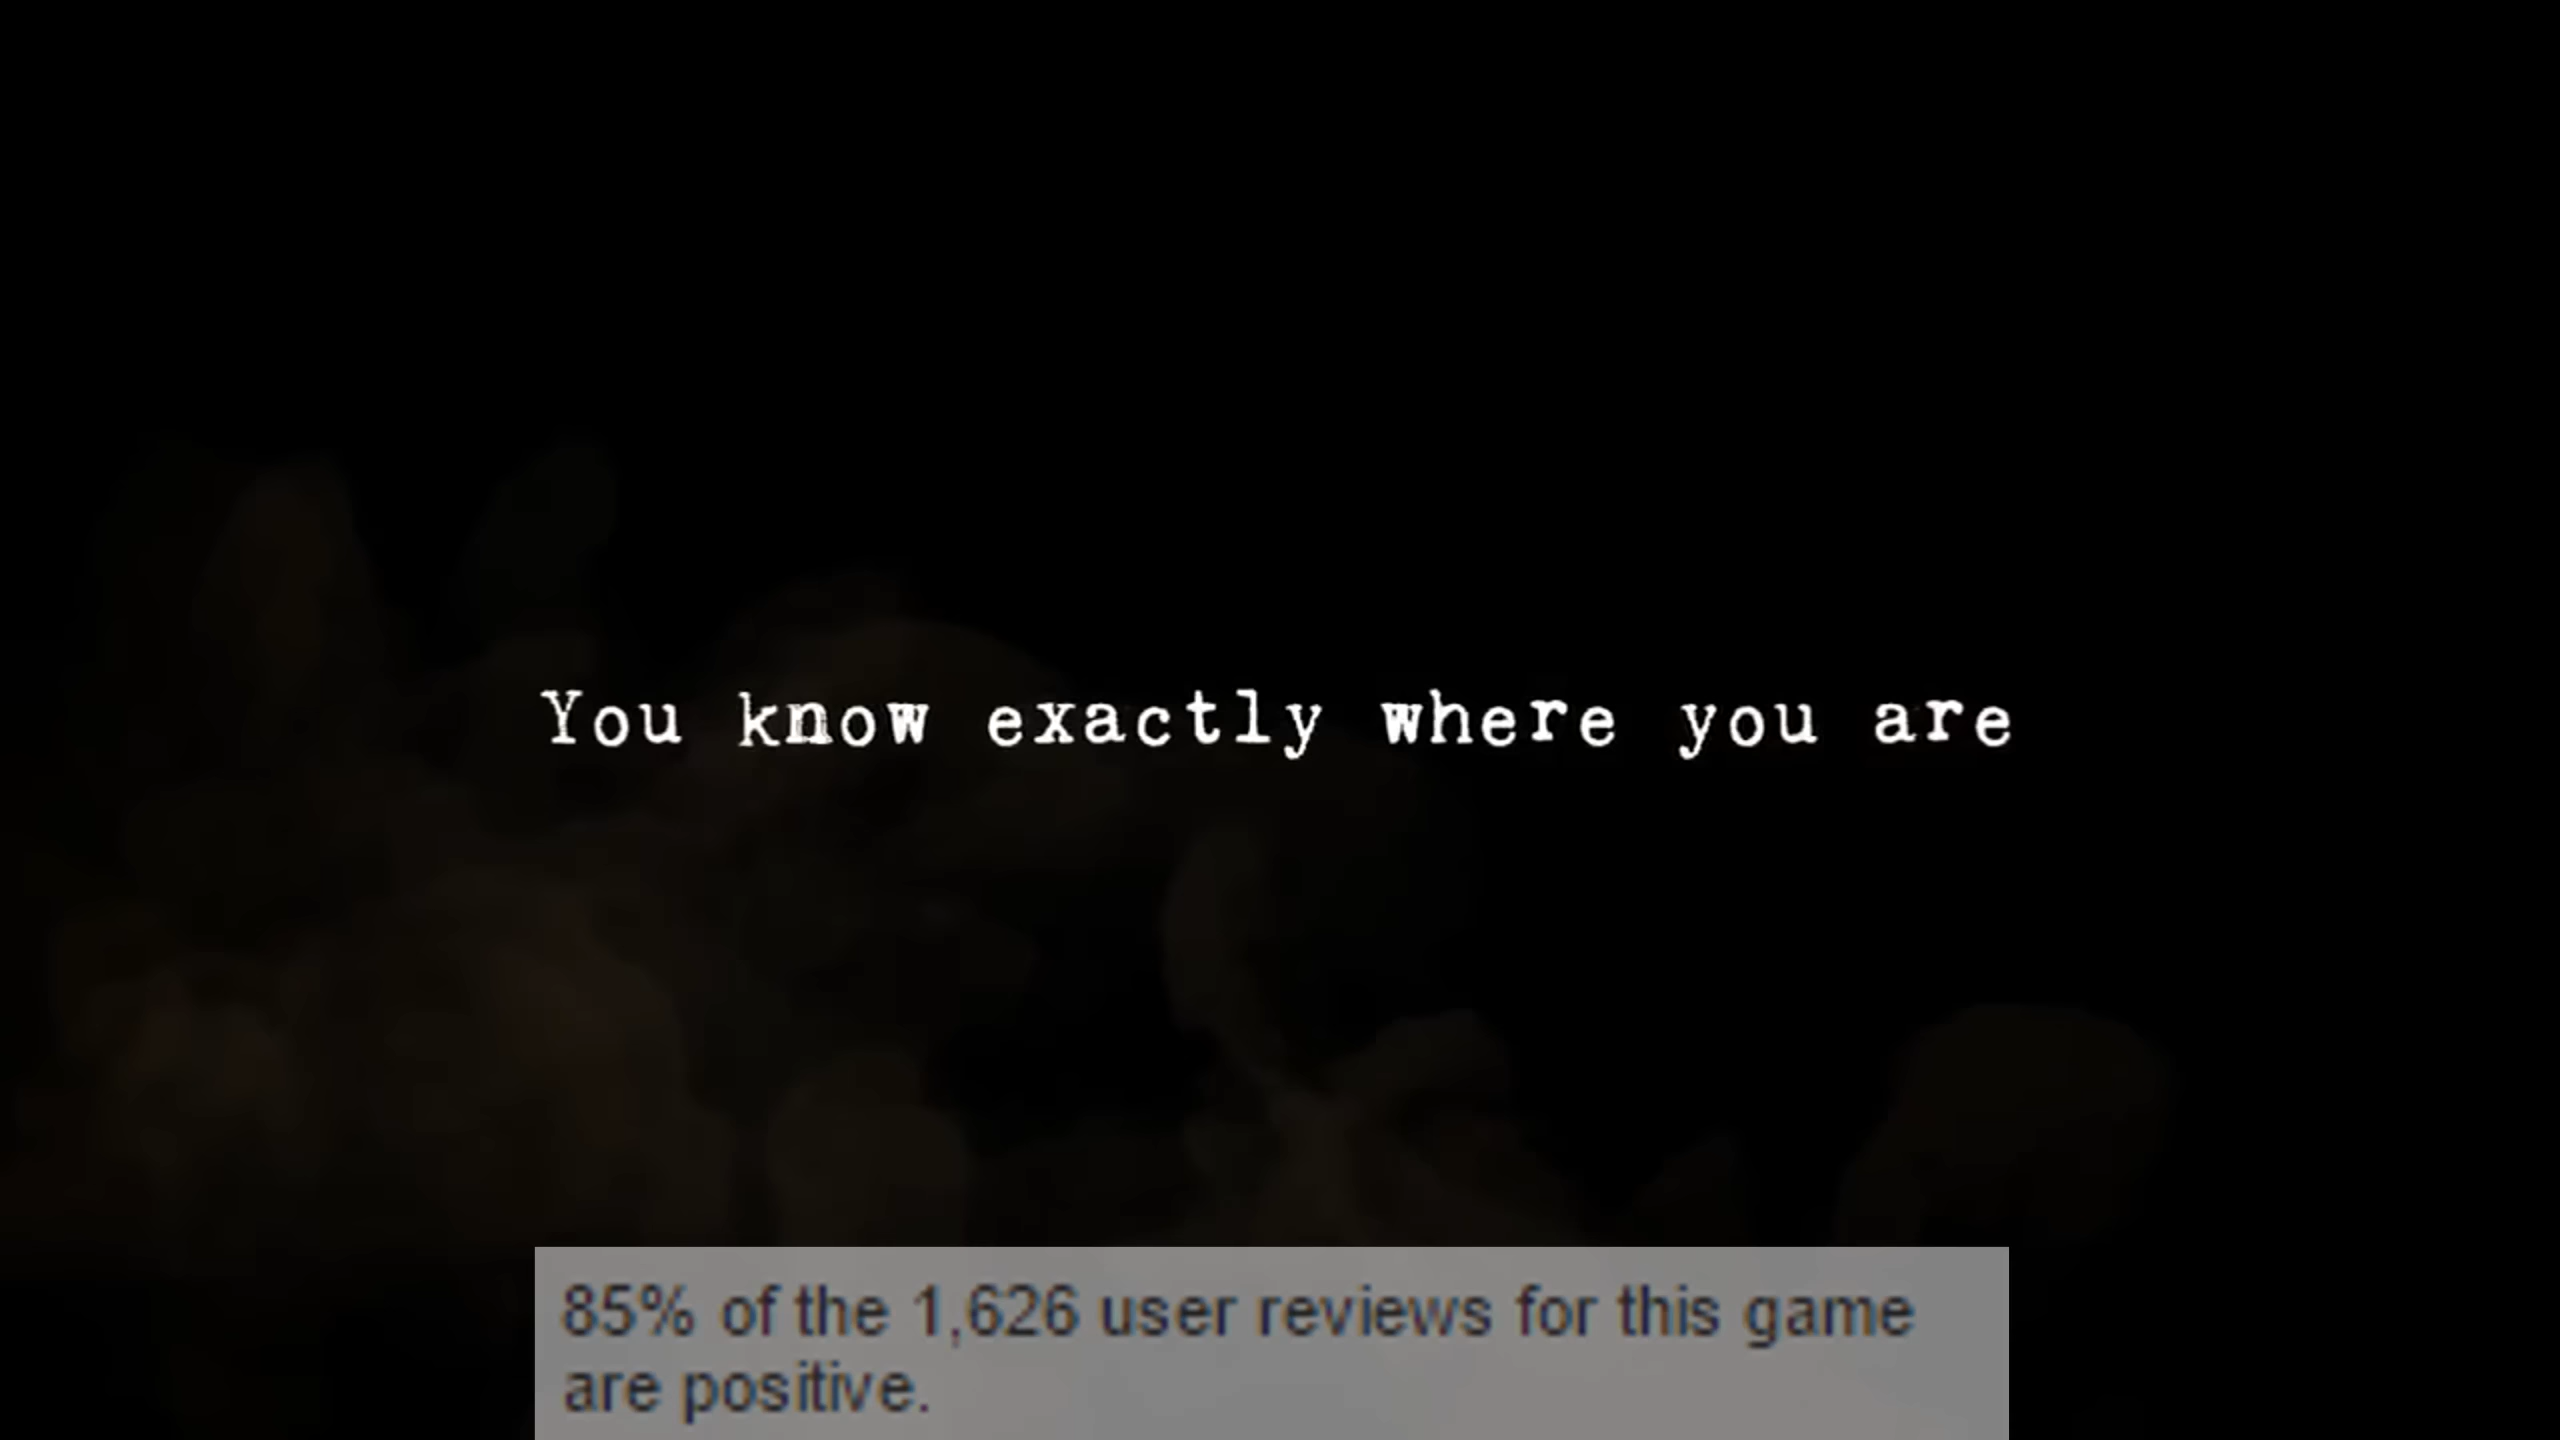 You know exactly where you are
85% of the 1,626 user reviews for this game
are positive.